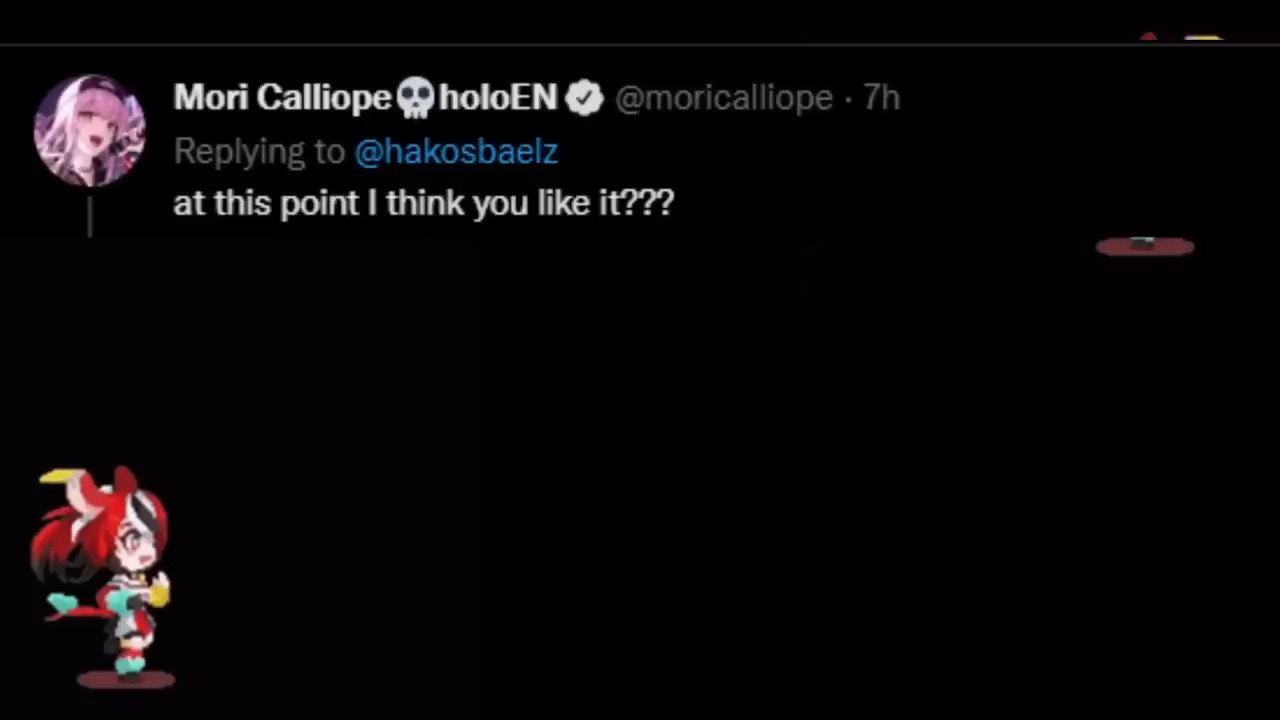 Mori Calliope💀holoEN @moricalliope · 7h
Replying to @hakosbaelz
at this point I think you like it???